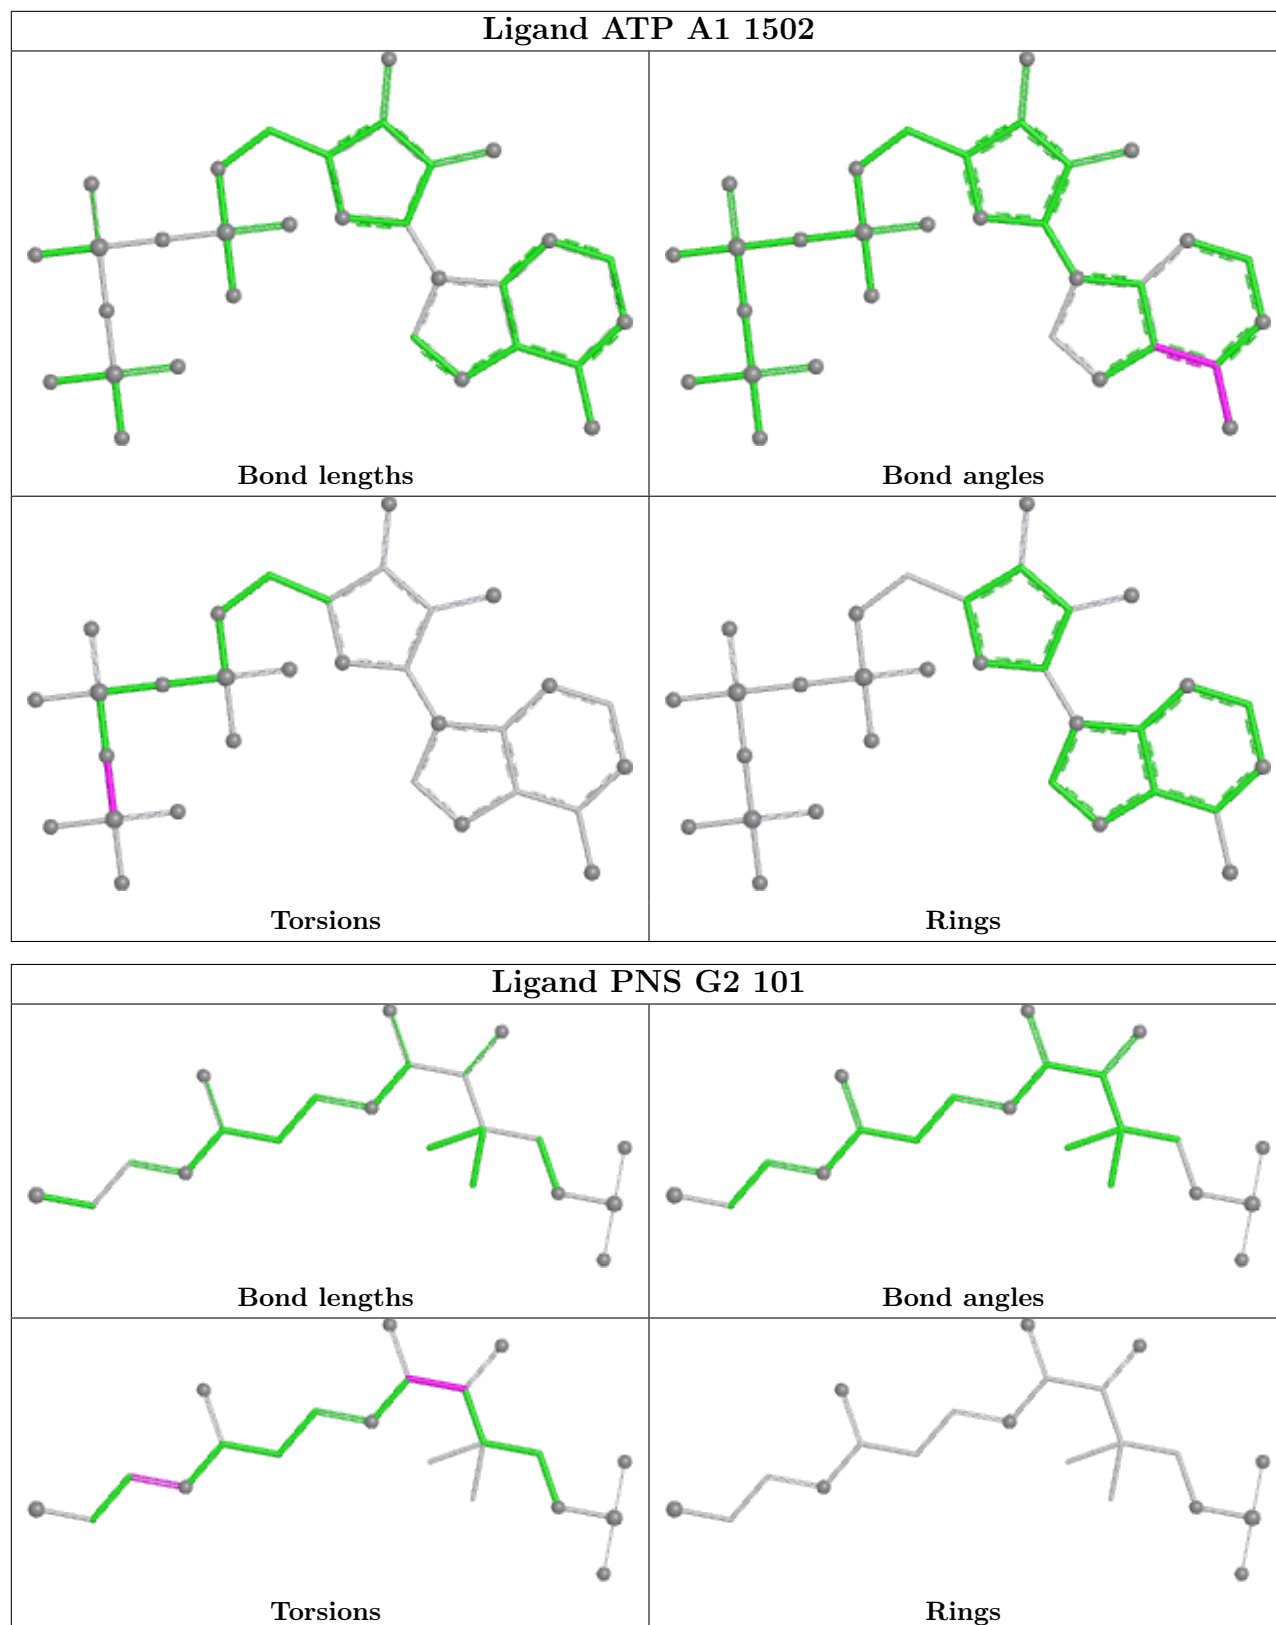 Ligand ATP A1 1502
Bond lengths
Bond angles
Torsions
Rings
Ligand PNS G2 101
Bond lengths
Bond angles
Torsions
Rings